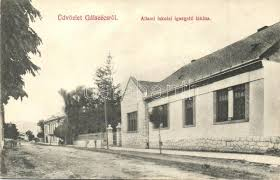 Üdvözlet Gálszécsről.
Állami iskolai igazgató lakása.